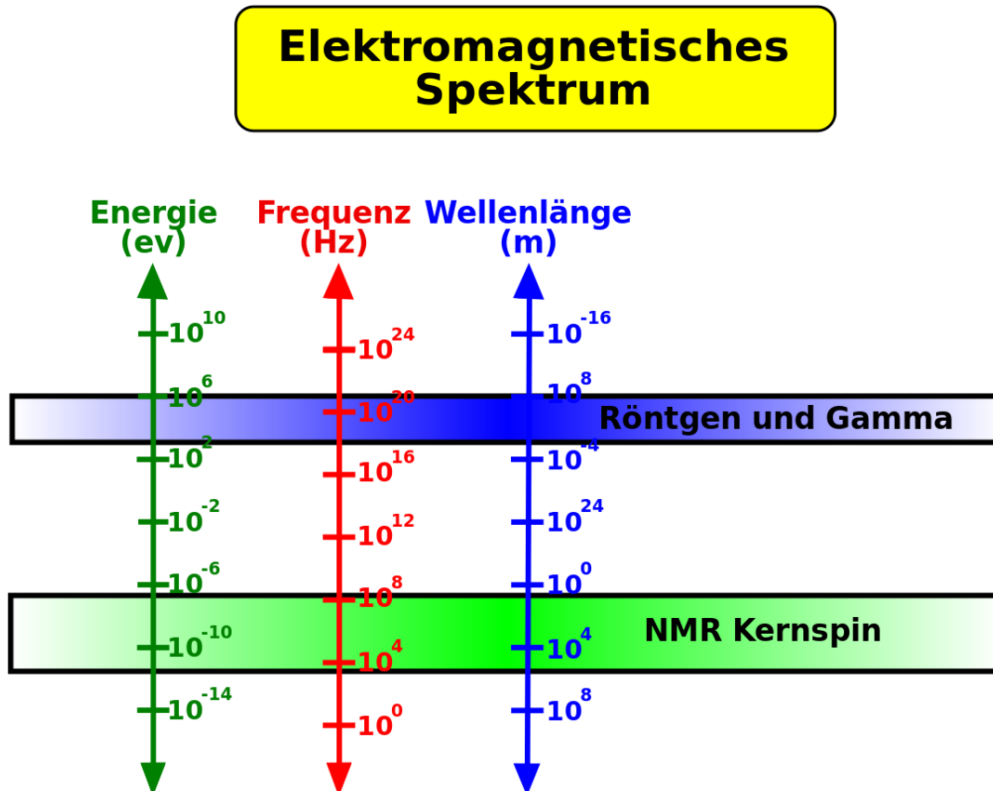 Elektromagnetisches
Spektrum
Energie
(ev)
Frequenz
(Hz)
Wellenlänge
(m)
10^10
10^6
10^2
10^-2
10^-6
10^-10
10^-14
10^24
10^20
10^16
10^12
10^8
10^4
10^0
10^-16
10^8
10^-4
10^24
10^0
10^4
10^8
Röntgen und Gamma
NMR Kernspin